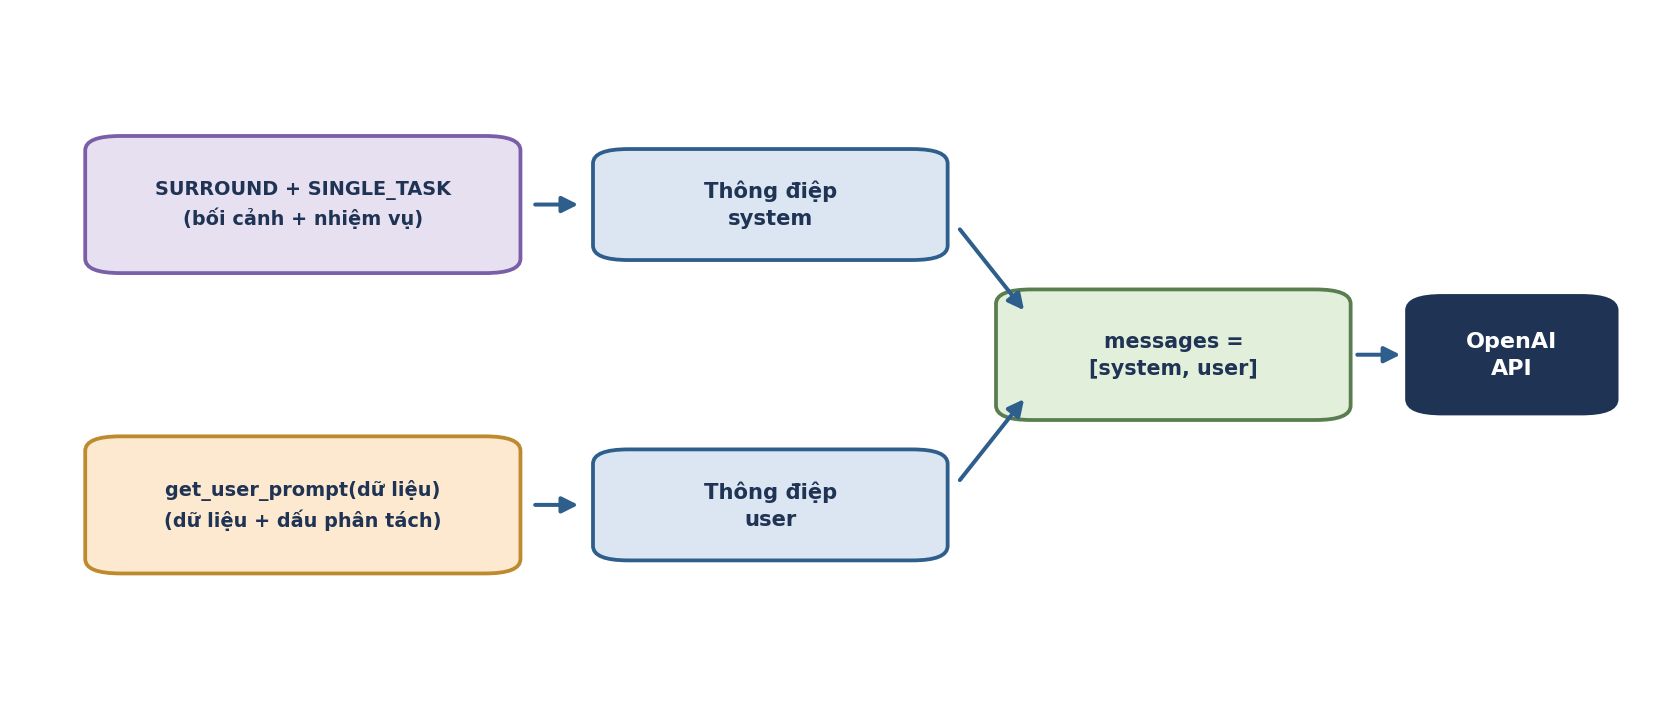 SURROUND + SINGLE_TASK
(bối cảnh + nhiệm vụ)
Thông điệp
system
get_user_prompt(dữ liệu)
(dữ liệu + dấu phân tách)
Thông điệp
user
messages =
[system, user]
OpenAI
API